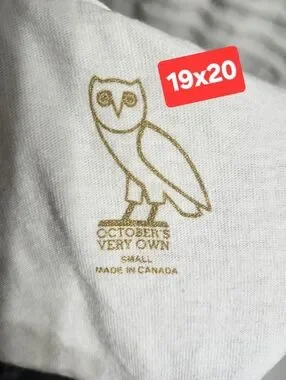 19x20
OCTOBER'S
VERY OWN
SMALL
MADE IN CANADA